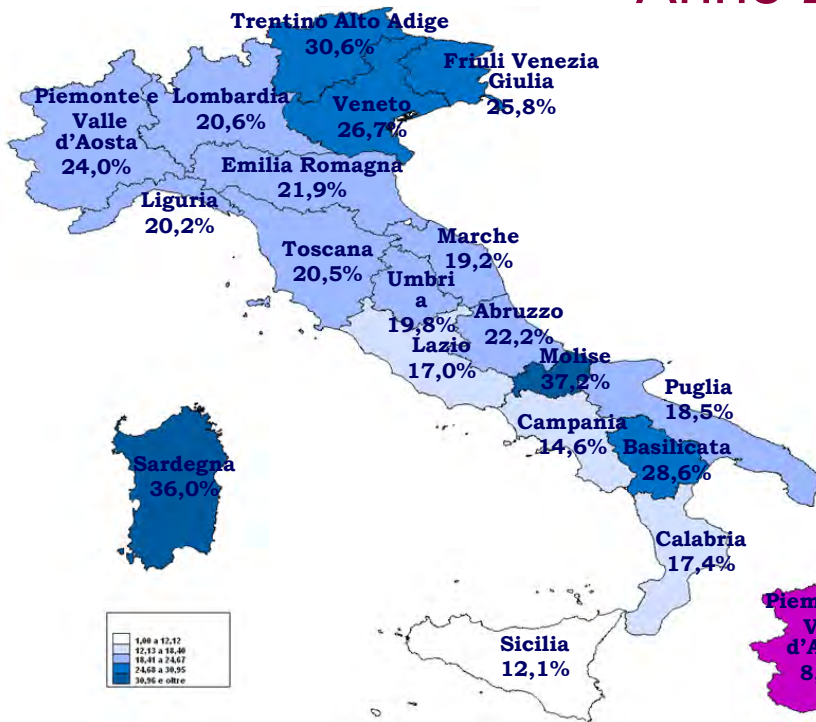 Trentino Alto Adige
30,6%
Friuli Venezia
Giulia
25,8%
Piemonte e
Valle
d'Aosta
24,0%
Lombardia
20,6%
Veneto
26,7%
Emilia Romagna
21,9%
Liguria
20,2%
Toscana
20,5%
Marche
19,2%
Umbri
a
19,8%
Abruzzo
22,2%
Lazio
17,0%
Molise
37,2%
Puglia
18,5%
Campania
14,6%
Basilicata
28,6%
Sardegna
36,0%
Calabria
17,4%
Sicilia
12,1%
1,00 a 12,12
12,13 a 18,40
18,41 a 24,67
24,68 a 30,95
30,96 e oltre